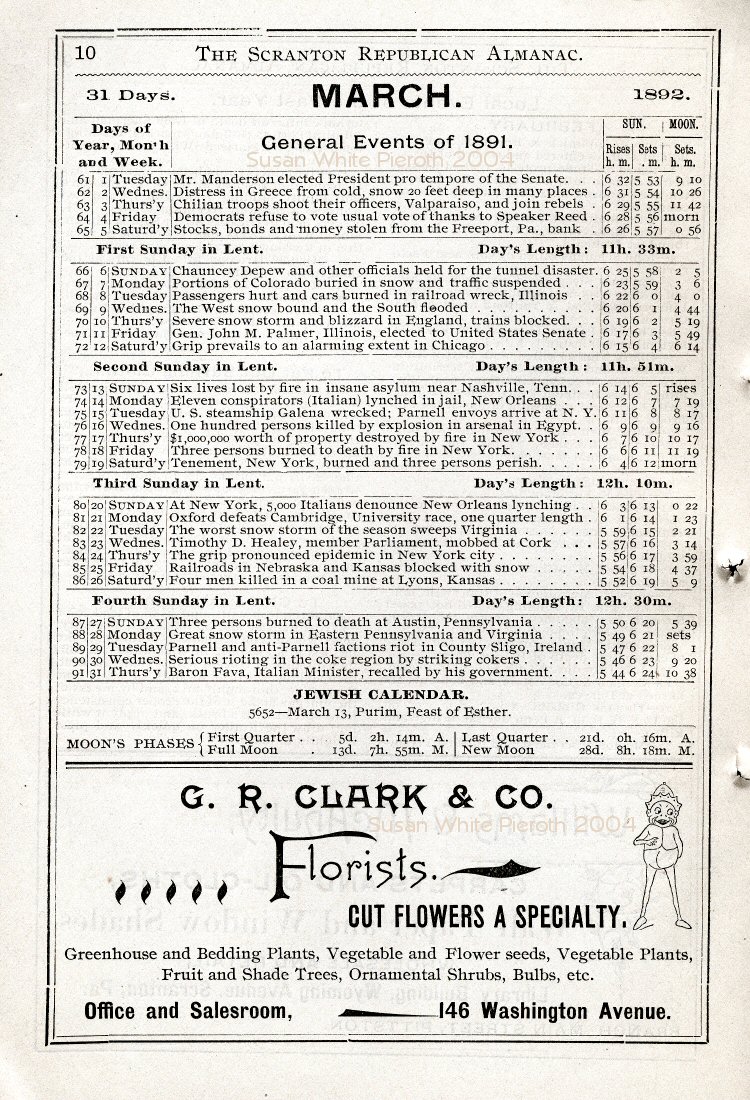 10 THE SCRANTON REPUBLICAN ALMANAC.
31 Days. MARCH. 1892.
Days of Year, Month and Week. General Events of 1891. SUN. MOON.
Rises h. m. Sets . m. Sets. h. m.
Susan White Pieroth 2004
61 1 Tuesday Mr. Manderson elected President pro tempore of the Senate. . . 6 32 5 53 9 10
62 2 Wednes. Distress in Greece from cold, snow 20 feet deep in many places . 6 31 5 54 10 26
63 3 Thurs'y Chilian troops shoot their officers, Valparaiso, and join rebels . 6 29 5 55 11 42
64 4 Friday Democrats refuse to vote usual vote of thanks to Speaker Reed . 6 28 5 56 morn
65 5 Saturd'y Stocks, bonds and money stolen from the Freeport, Pa., bank . 6 26 5 57 0 56
First Sunday in Lent. Day's Length: 11h. 33m.
66 6 SUNDAY Chauncey Depew and other officials held for the tunnel disaster. 6 25 5 58 2 5
67 7 Monday Portions of Colorado buried in snow and traffic suspended . . . 6 23 5 59 3 6
68 8 Tuesday Passengers hurt and cars burned in railroad wreck, Illinois . . 6 22 6 0 4 0
69 9 Wednes. The West snow bound and the South flooded . . . . . . . . . . 6 20 6 1 4 44
70 10 Thurs'y Severe snow storm and blizzard in England, trains blocked. . . 6 19 6 2 5 19
71 11 Friday Gen. John M. Palmer, Illinois, elected to United States Senate . 6 17 6 3 5 49
72 12 Saturd'y Grip prevails to an alarming extent in Chicago . . . . . . . . . 6 15 6 4 6 14
Second Sunday in Lent. Day's Length: 11h. 51m.
73 13 SUNDAY Six lives lost by fire in insane asylum near Nashville, Tenn. . . 6 14 6 5 rises
74 14 Monday Eleven conspirators (Italian) lynched in jail, New Orleans . . . 6 12 6 7 7 19
75 15 Tuesday U. S. steamship Galena wrecked; Parnell envoys arrive at N. Y. 6 11 6 8 8 17
76 16 Wednes. One hundred persons killed by explosion in arsenal in Egypt. . 6 9 6 9 9 16
77 17 Thurs'y $1,000,000 worth of property destroyed by fire in New York . . . 6 7 6 10 10 17
78 18 Friday Three persons burned to death by fire in New York. . . . . . . 6 6 6 11 11 19
79 19 Saturd'y Tenement, New York, burned and three persons perish. . . . . . 6 4 6 12 morn
Third Sunday in Lent. Day's Length: 12h. 10m.
80 20 SUNDAY At New York, 5,000 Italians denounce New Orleans lynching . . 6 3 6 13 0 22
81 21 Monday Oxford defeats Cambridge, University race, one quarter length . 6 1 6 14 1 23
82 22 Tuesday The worst snow storm of the season sweeps Virginia . . . . . . 5 59 6 15 2 21
83 23 Wednes. Timothy D. Healey, member Parliament, mobbed at Cork . . . 5 57 6 16 3 14
84 24 Thurs'y The grip pronounced epidemic in New York city . . . . . . . . 5 56 6 17 3 59
85 25 Friday Railroads in Nebraska and Kansas blocked with snow . . . . . 5 54 6 18 4 37
86 26 Saturd'y Four men killed in a coal mine at Lyons, Kansas . . . . . . . . 5 52 6 19 5 9
Fourth Sunday in Lent. Day's Length: 12h. 30m.
87 27 SUNDAY Three persons burned to death at Austin, Pennsylvania . . . . . 5 50 6 20 5 39
88 28 Monday Great snow storm in Eastern Pennsylvania and Virginia . . . . 5 49 6 21 sets
89 29 Tuesday Parnell and anti-Parnell factions riot in County Sligo, Ireland . 5 47 6 22 8 1
90 30 Wednes. Serious rioting in the coke region by striking cokers . . . . . . 5 46 6 23 9 20
91 31 Thurs'y Baron Fava, Italian Minister, recalled by his government. . . . 5 44 6 24 10 38
JEWISH CALENDAR.
5652—March 13, Purim, Feast of Esther.
MOON'S PHASES { First Quarter . . . 5d. 2h. 14m. A. | Last Quarter . . 21d. 0h. 16m. A.
Full Moon . 13d. 7h. 55m. M. | New Moon 28d. 8h. 18m. M.
G. R. CLARK & CO.
Susan White Pieroth 2004
Florists.
CUT FLOWERS A SPECIALTY.
Greenhouse and Bedding Plants, Vegetable and Flower seeds, Vegetable Plants,
Fruit and Shade Trees, Ornamental Shrubs, Bulbs, etc.
Office and Salesroom, 146 Washington Avenue.